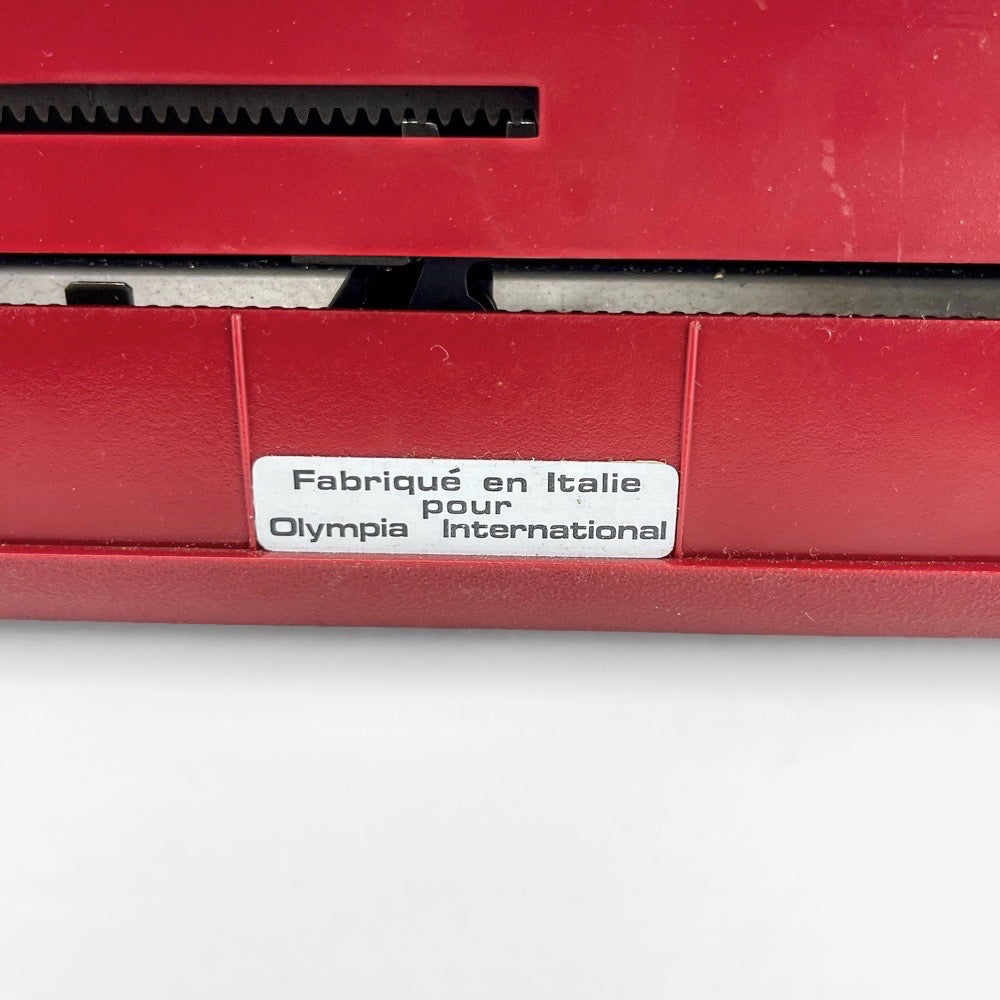 Fabriqué en Italie
pour
Olympia International